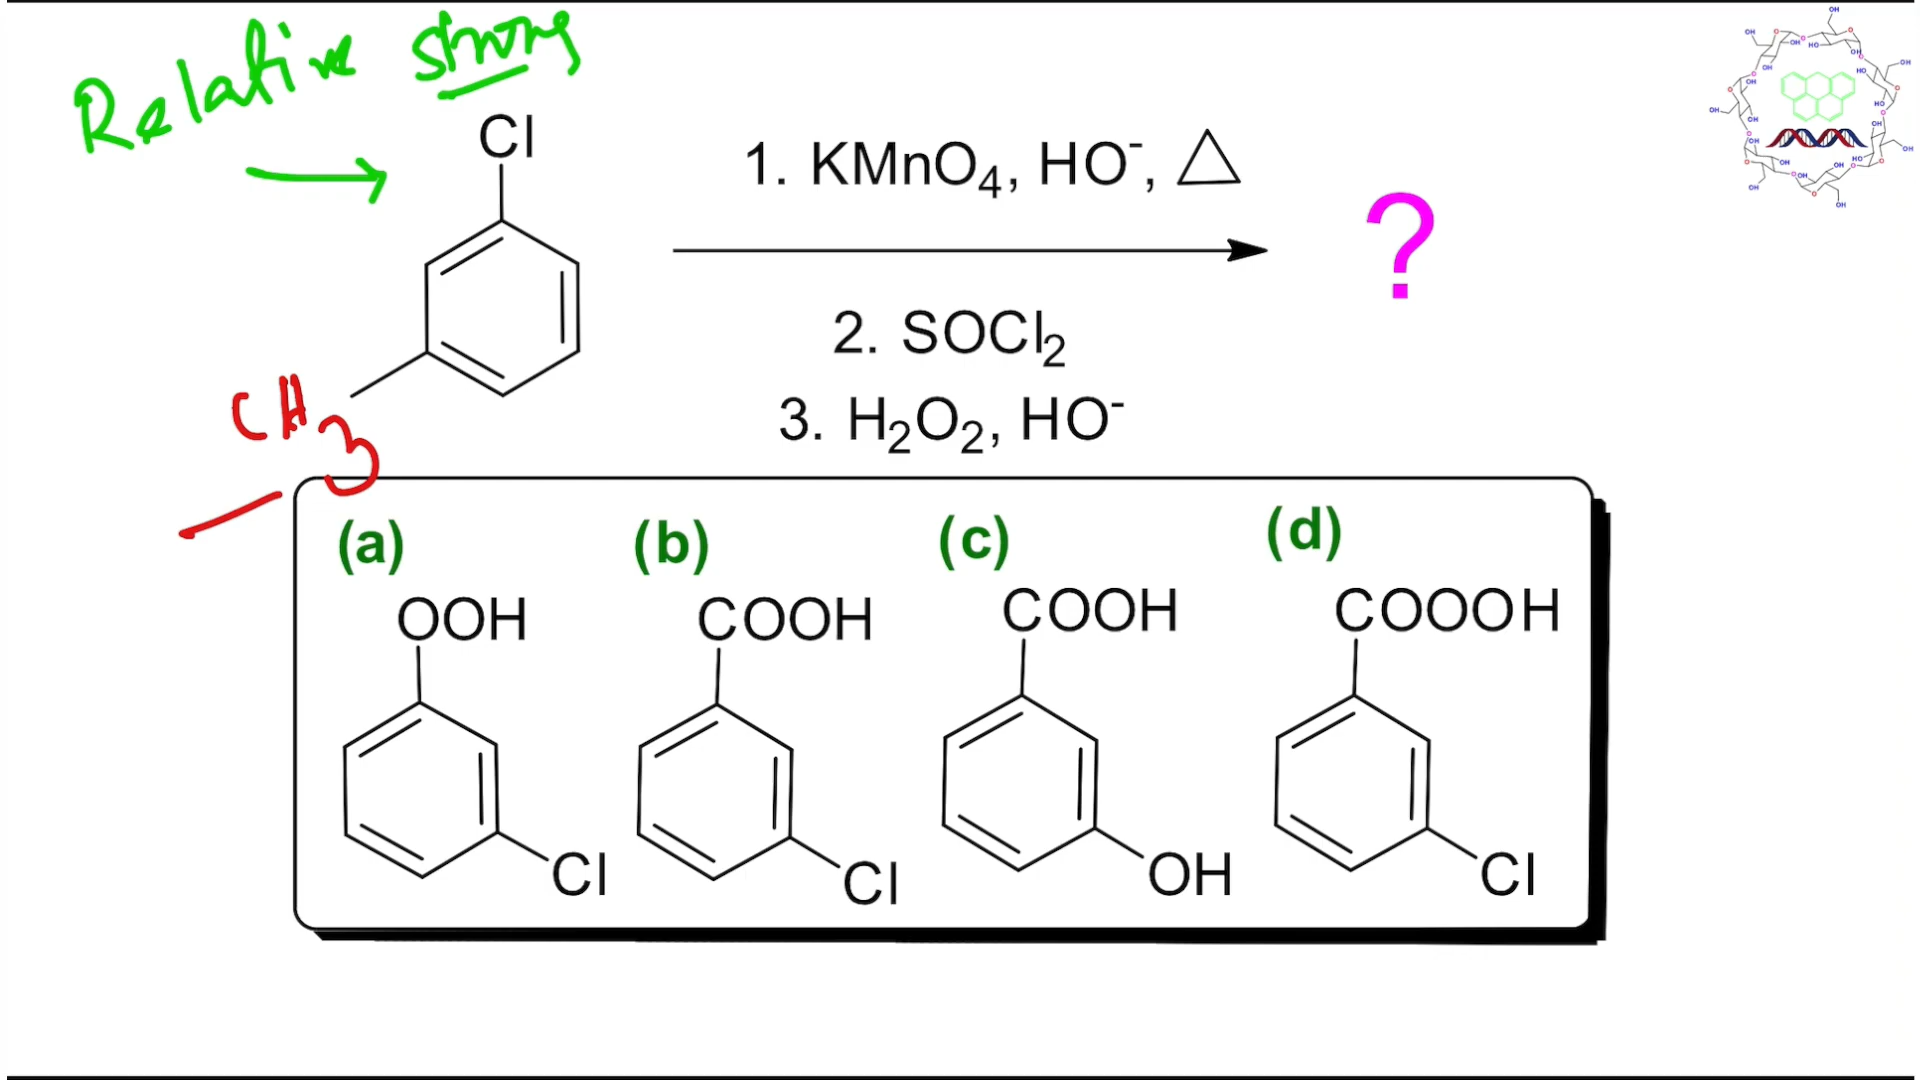 Relative strong
Cl
1. KMnO₄, HO⁻, △
?
2. SOCl₂
3. H₂O₂, HO⁻
CH3
(a) (b) (c) (d)
OOH COOH COOH COOOH
Cl Cl OH Cl